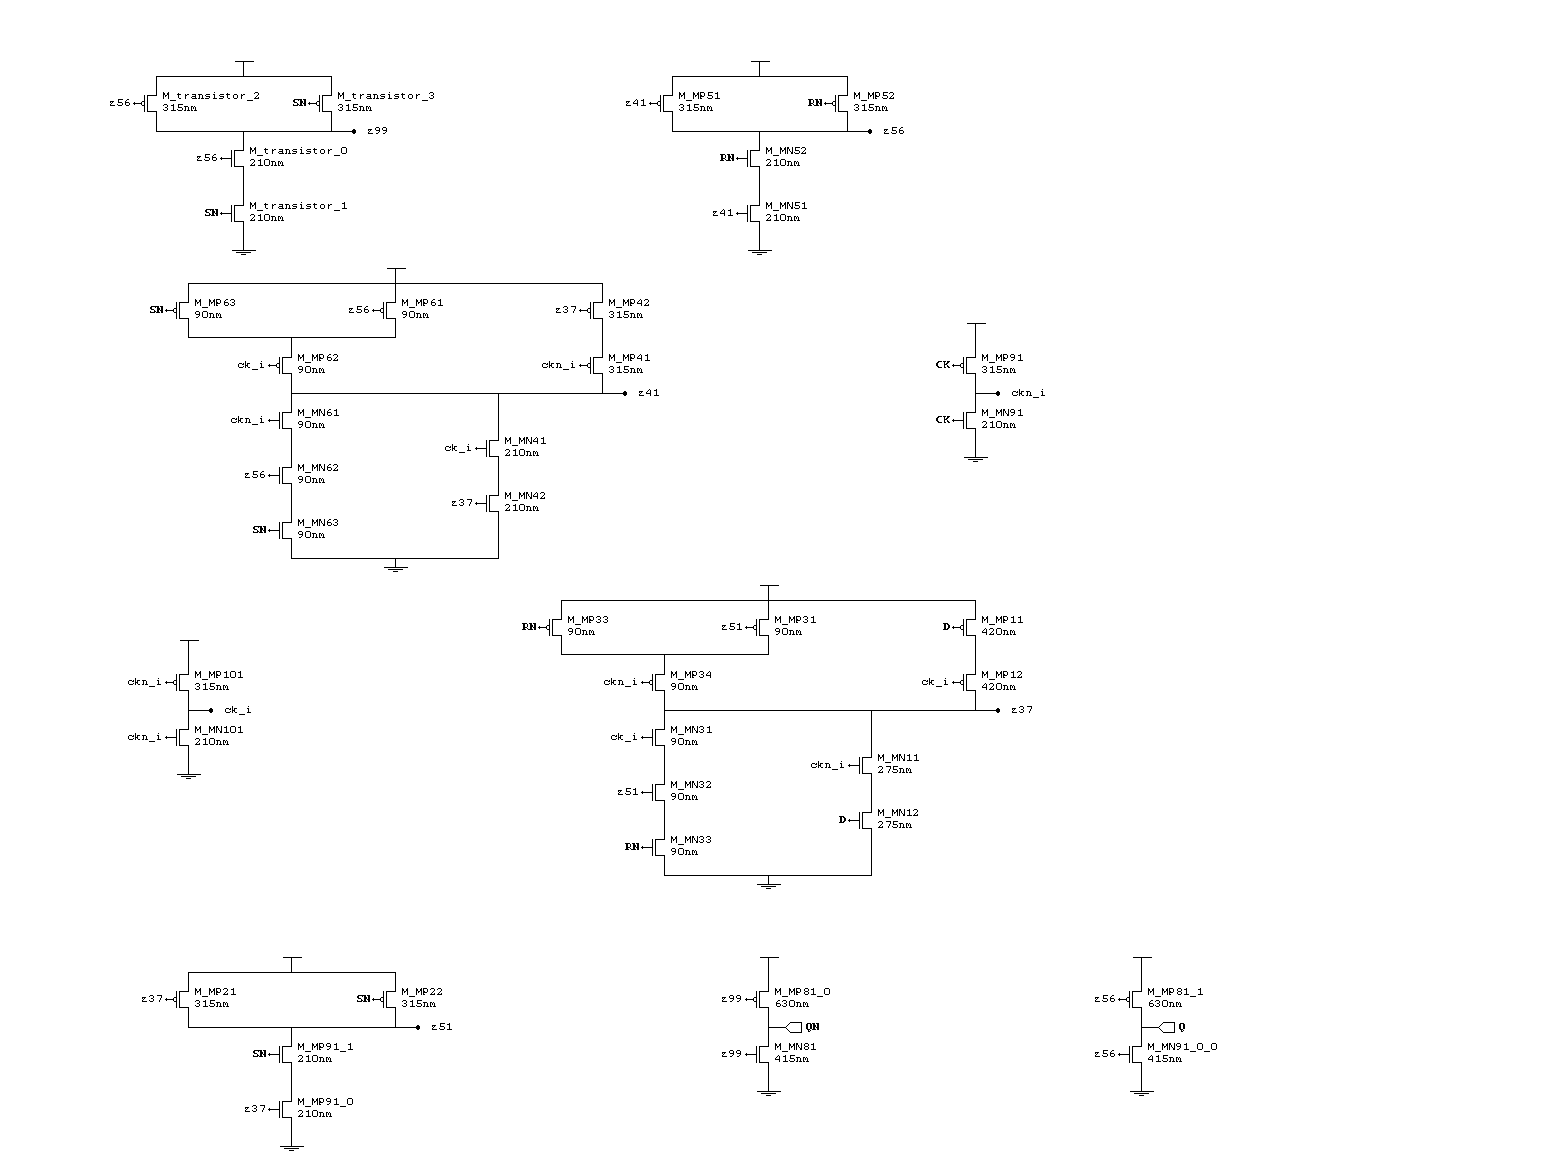 z56 M_transistor_2
315nm
SN M_transistor_3
315nm
z99
z56 M_transistor_0
210nm
SN M_transistor_1
210nm
z41 M_MP51
315nm
RN M_MP52
315nm
z56
RN M_MN52
210nm
z41 M_MN51
210nm
SN M_MP63
90nm
z56 M_MP61
90nm
z37 M_MP42
315nm
ck_i M_MP62
90nm
ckn_i M_MP41
315nm
z41
ckn_i M_MN61
90nm
ck_i M_MN41
210nm
z56 M_MN62
90nm
z37 M_MN42
210nm
SN M_MN63
90nm
CK M_MP91
315nm
ckn_i
CK M_MN91
210nm
RN M_MP33
90nm
z51 M_MP31
90nm
D M_MP11
420nm
ckn_i M_MP34
90nm
ck_i M_MP12
420nm
z37
ck_i M_MN31
90nm
ckn_i M_MN11
275nm
z51 M_MN32
90nm
D M_MN12
275nm
RN M_MN33
90nm
ckn_i M_MP101
315nm
ck_i
ckn_i M_MN101
210nm
z37 M_MP21
315nm
SN M_MP22
315nm
z51
SN M_MP91_1
210nm
z37 M_MP91_0
210nm
z99 M_MP81_0
630nm
QN
z99 M_MN81
415nm
z56 M_MP81_1
630nm
Q
z56 M_MN91_0_0
415nm